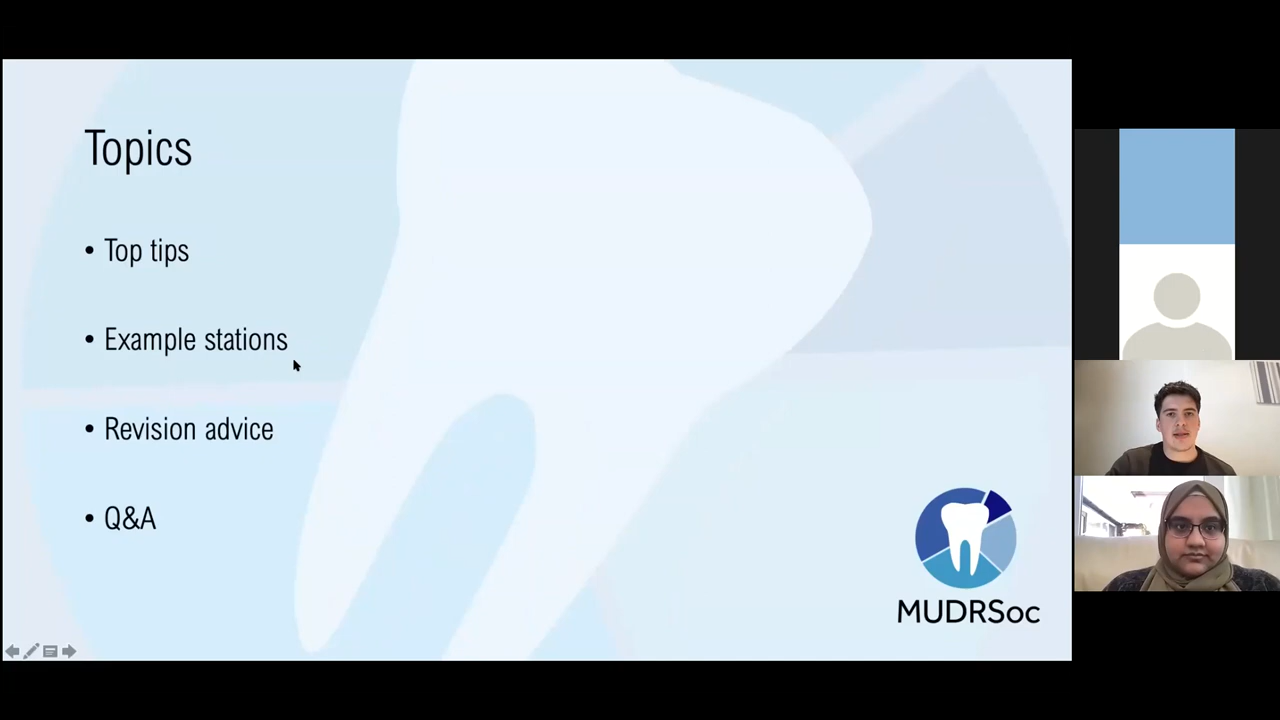 Topics
• Top tips
• Example stations
• Revision advice
• Q&A
MUDRSoc